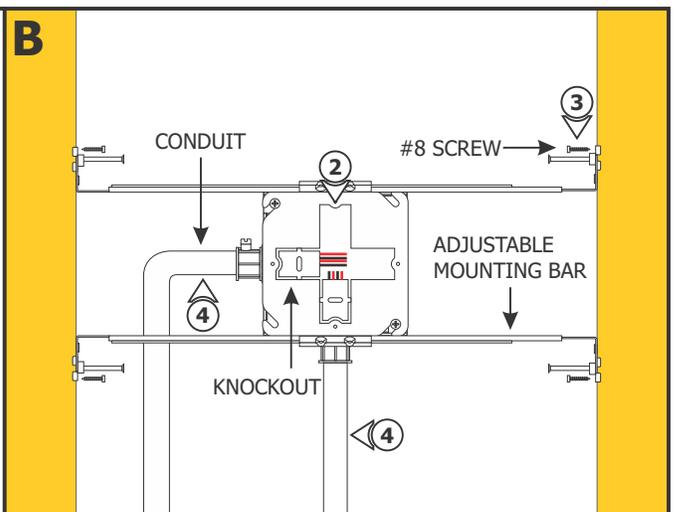 B
3
CONDUIT
#8 SCREW
2
ADJUSTABLE
MOUNTING BAR
4
KNOCKOUT
4